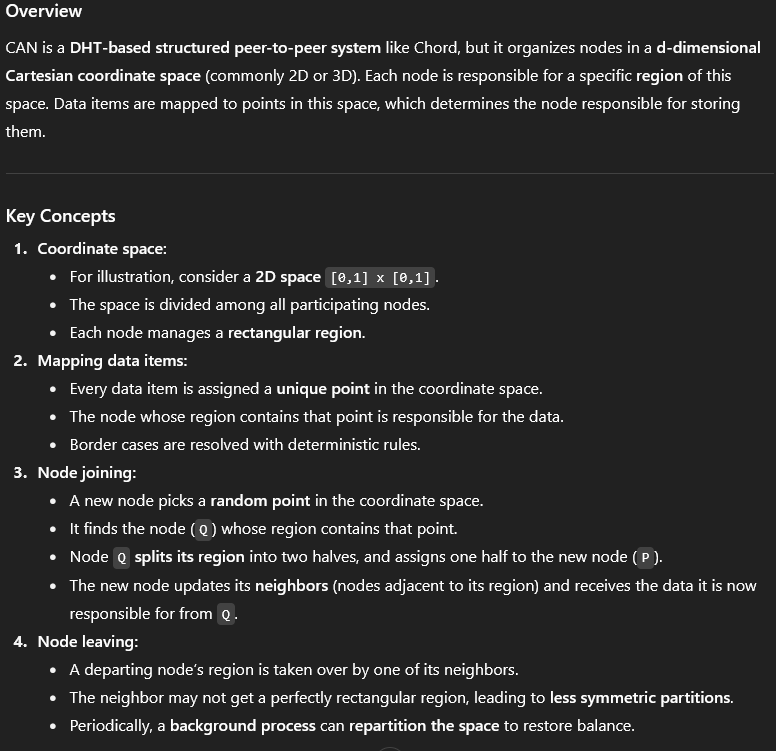 Overview
CAN is a DHT-based structured peer-to-peer system like Chord, but it organizes nodes in a d-dimensional
Cartesian coordinate space (commonly 2D or 3D). Each node is responsible for a specific region of this
space. Data items are mapped to points in this space, which determines the node responsible for storing
them.
Key Concepts
1. Coordinate space:
• For illustration, consider a 2D space [0,1] x [0,1].
• The space is divided among all participating nodes.
• Each node manages a rectangular region.
2. Mapping data items:
• Every data item is assigned a unique point in the coordinate space.
• The node whose region contains that point is responsible for the data.
• Border cases are resolved with deterministic rules.
3. Node joining:
• A new node picks a random point in the coordinate space.
• It finds the node (Q) whose region contains that point.
• Node Q splits its region into two halves, and assigns one half to the new node (P).
• The new node updates its neighbors (nodes adjacent to its region) and receives the data it is now
responsible for from Q.
4. Node leaving:
• A departing node's region is taken over by one of its neighbors.
• The neighbor may not get a perfectly rectangular region, leading to less symmetric partitions.
• Periodically, a background process can repartition the space to restore balance.